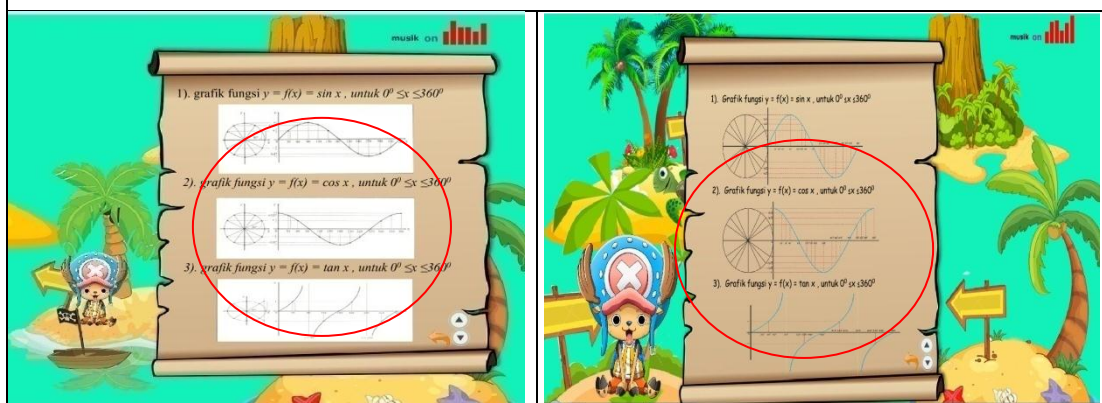 musik on
1). grafik fungsi y = f(x) = sin x , untuk 0⁰ ≤x ≤360⁰
2). grafik fungsi y = f(x) = cos x , untuk 0⁰ ≤x ≤360⁰
3). grafik fungsi y = f(x) = tan x , untuk 0⁰ ≤x ≤360⁰
musik on
1). Grafik fungsi y = f(x) = sin x , untuk 0⁰ ≤x ≤360⁰
2). Grafik fungsi y = f(x) = cos x , untuk 0⁰ ≤x ≤360⁰
3). Grafik fungsi y = f(x) = tan x , untuk 0⁰ ≤x ≤360⁰